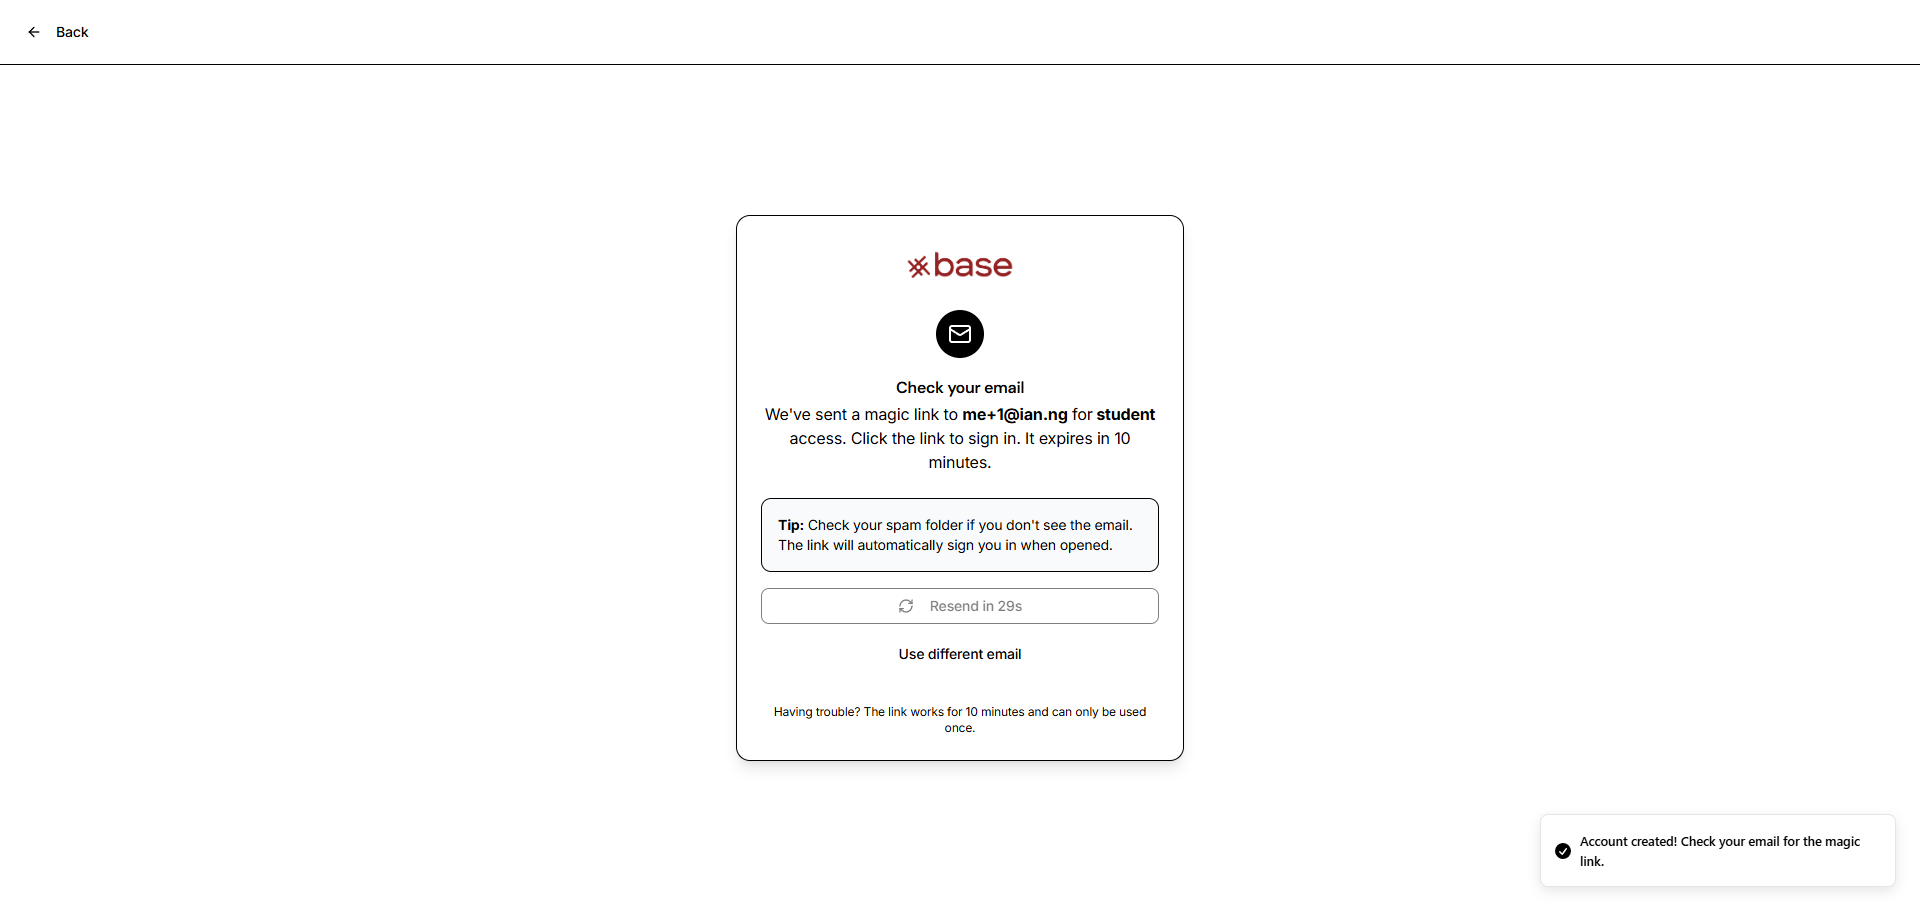 Back
base
Check your email
We've sent a magic link to me+1@ian.ng for student
access. Click the link to sign in. It expires in 10
minutes.
Tip: Check your spam folder if you don't see the email.
The link will automatically sign you in when opened.
Resend in 29s
Use different email
Having trouble? The link works for 10 minutes and can only be used
once.
Account created! Check your email for the magic
link.